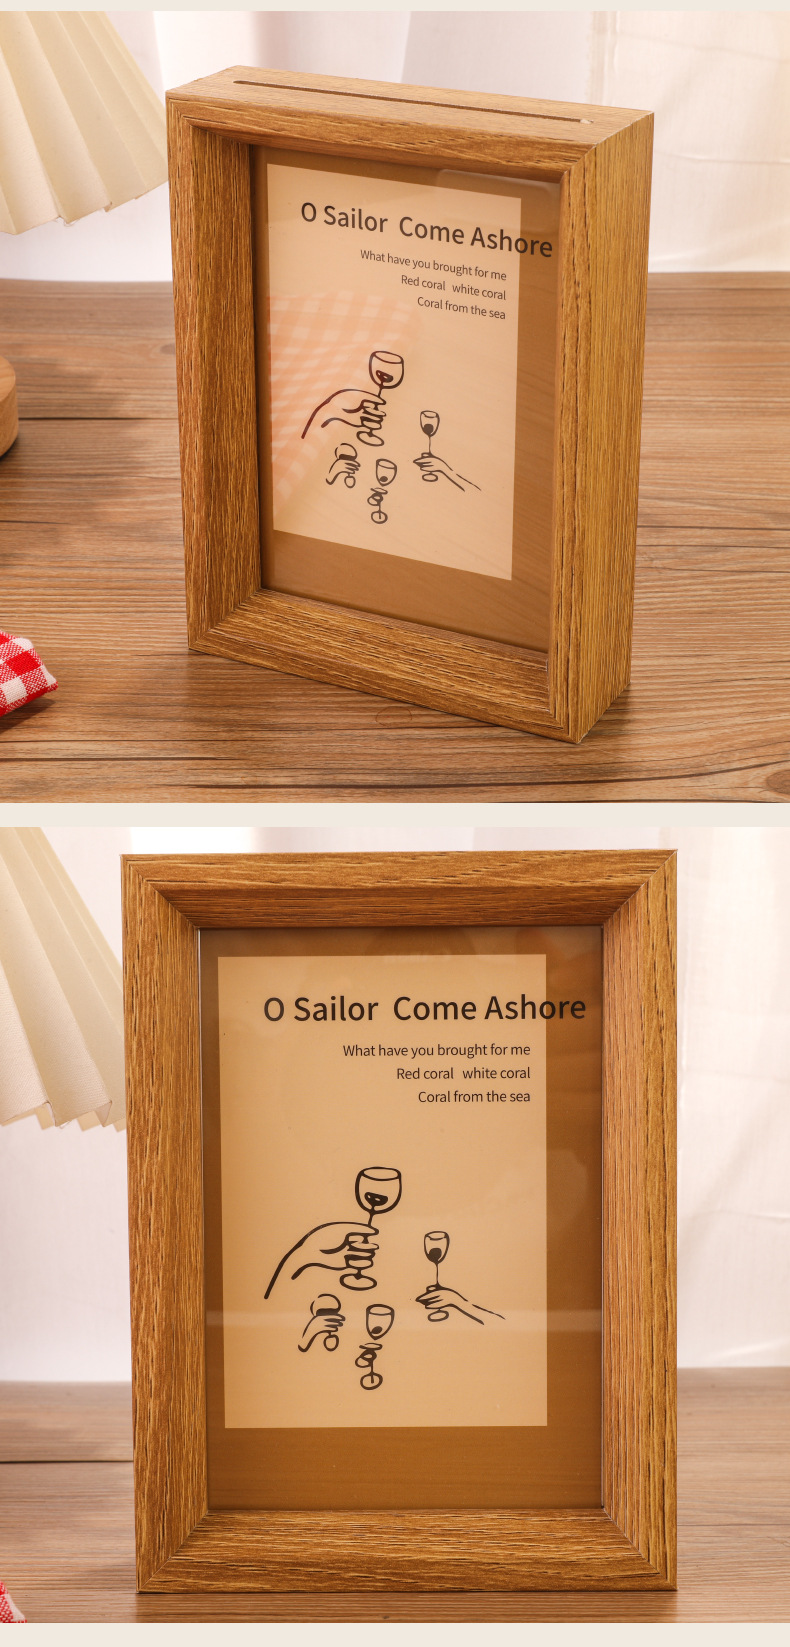 O Sailor Come Ashore
What have you brought for me
Red coral white coral
Coral from the sea
O Sailor Come Ashore
What have you brought for me
Red coral white coral
Coral from the sea